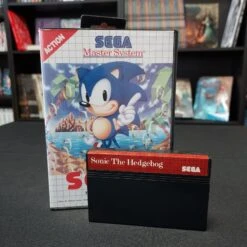 ACTION
SEGA
Master System
S
Sonic The Hedgehog
SEGA